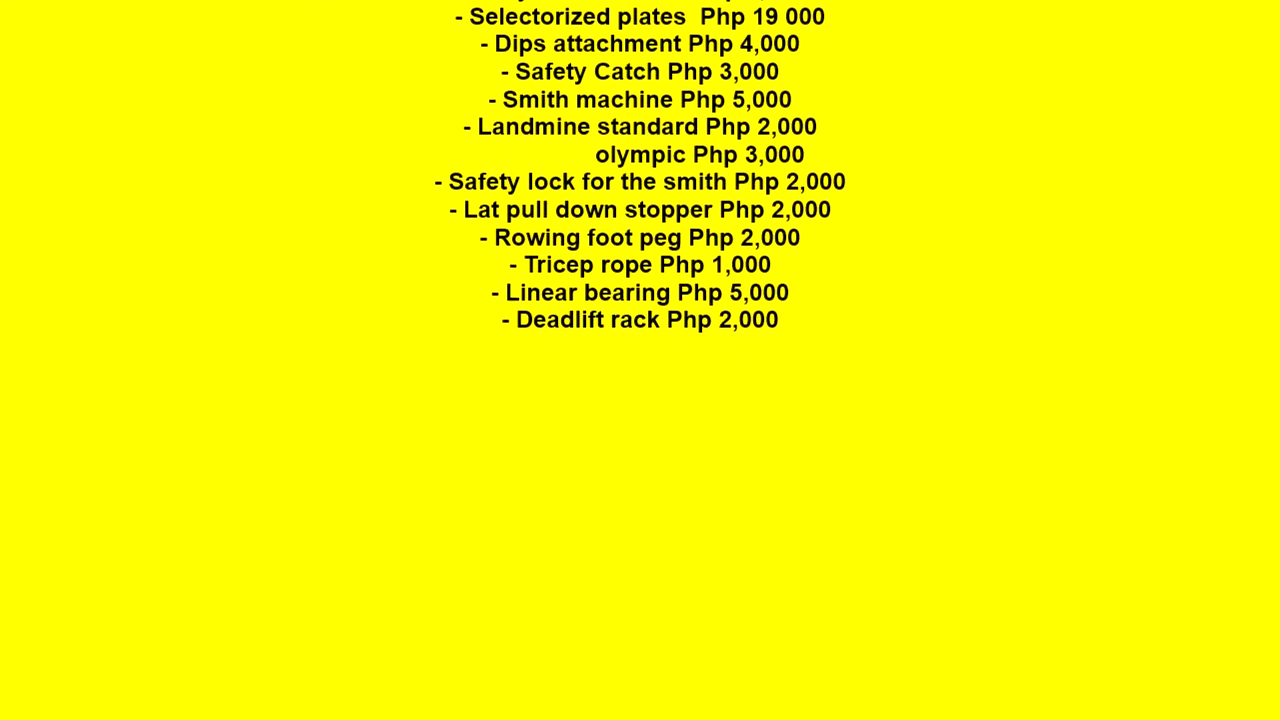 - Selectorized plates  Php 19 000
- Dips attachment Php 4,000
- Safety Catch Php 3,000
- Smith machine Php 5,000
- Landmine standard Php 2,000
olympic Php 3,000
- Safety lock for the smith Php 2,000
- Lat pull down stopper Php 2,000
- Rowing foot peg Php 2,000
- Tricep rope Php 1,000
- Linear bearing Php 5,000
- Deadlift rack Php 2,000